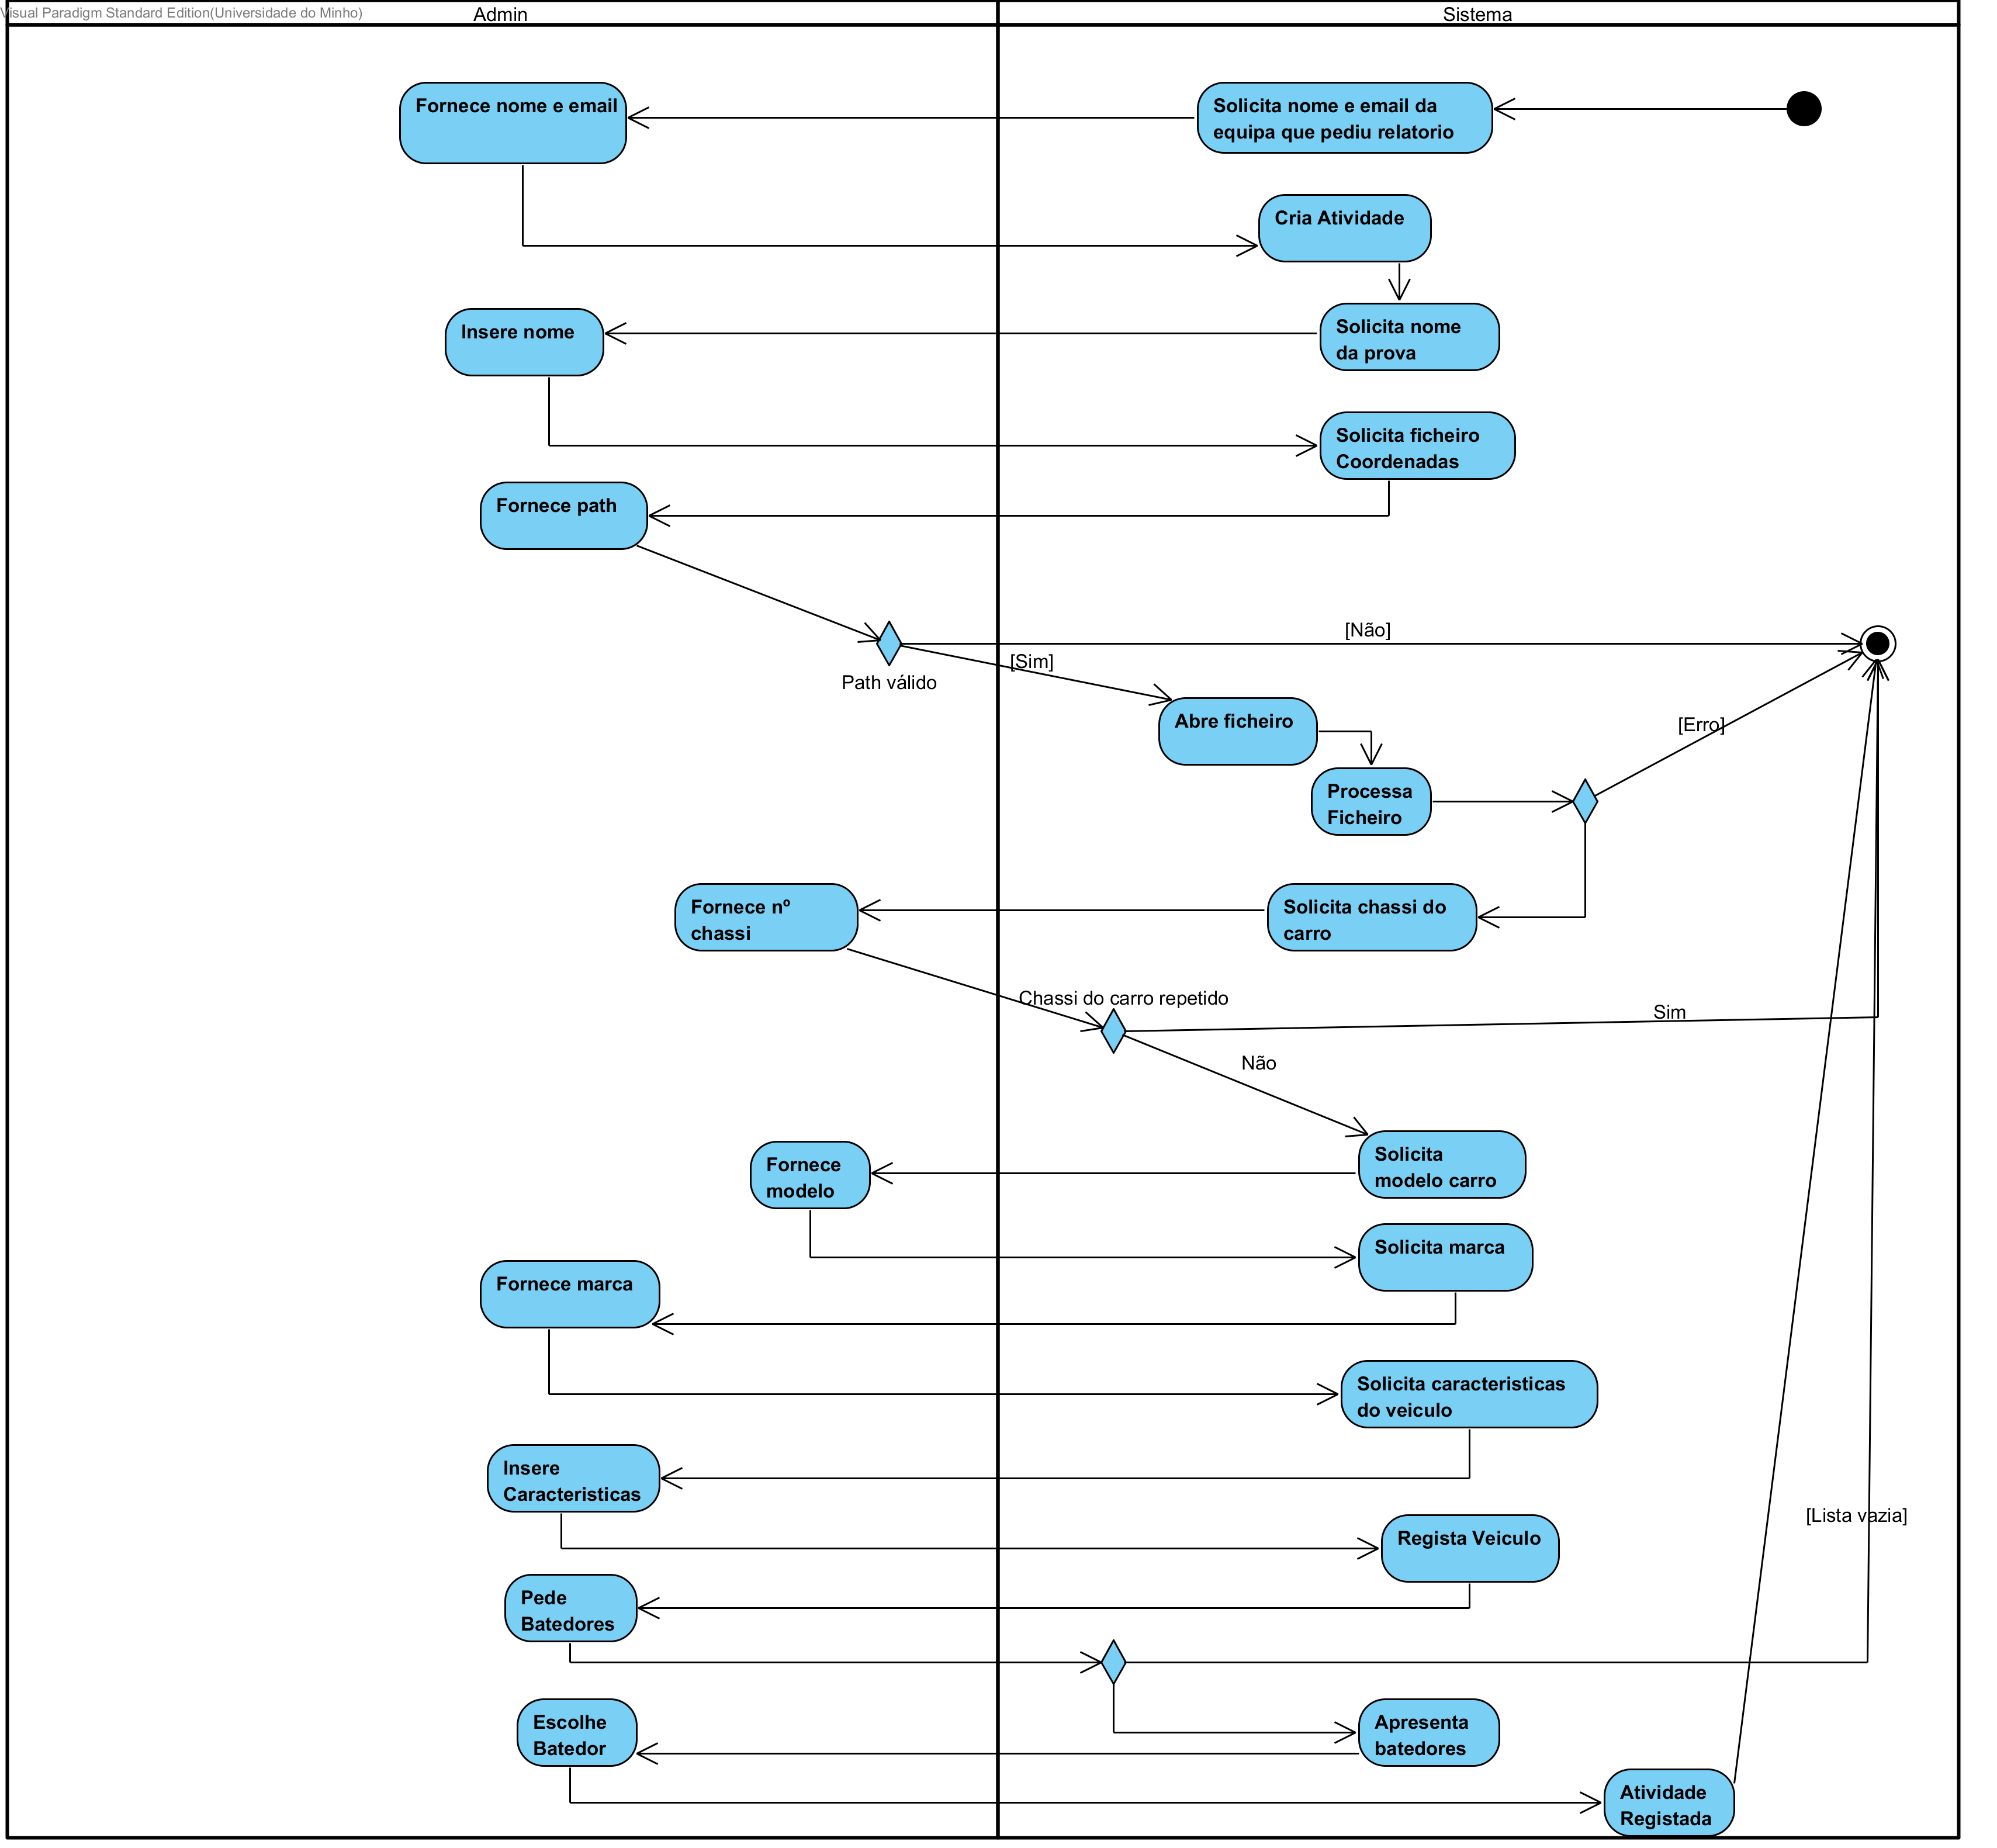 Visual Paradigm Standard Edition(Universidade do Minho)
Admin
Sistema
Fornece nome e email
Solicita nome e email da
equipa que pediu relatorio
Cria Atividade
Insere nome
Solicita nome
da prova
Solicita ficheiro
Coordenadas
Fornece path
[Não]
[Sim]
Path válido
Abre ficheiro
[Erro]
Processa
Ficheiro
Fornece nº
chassi
Solicita chassi do
carro
Chassi do carro repetido
Sim
Não
Fornece
modelo
Solicita
modelo carro
Solicita marca
Fornece marca
Solicita caracteristicas
do veiculo
Insere
Caracteristicas
[Lista vazia]
Regista Veiculo
Pede
Batedores
Escolhe
Batedor
Apresenta
batedores
Atividade
Registada